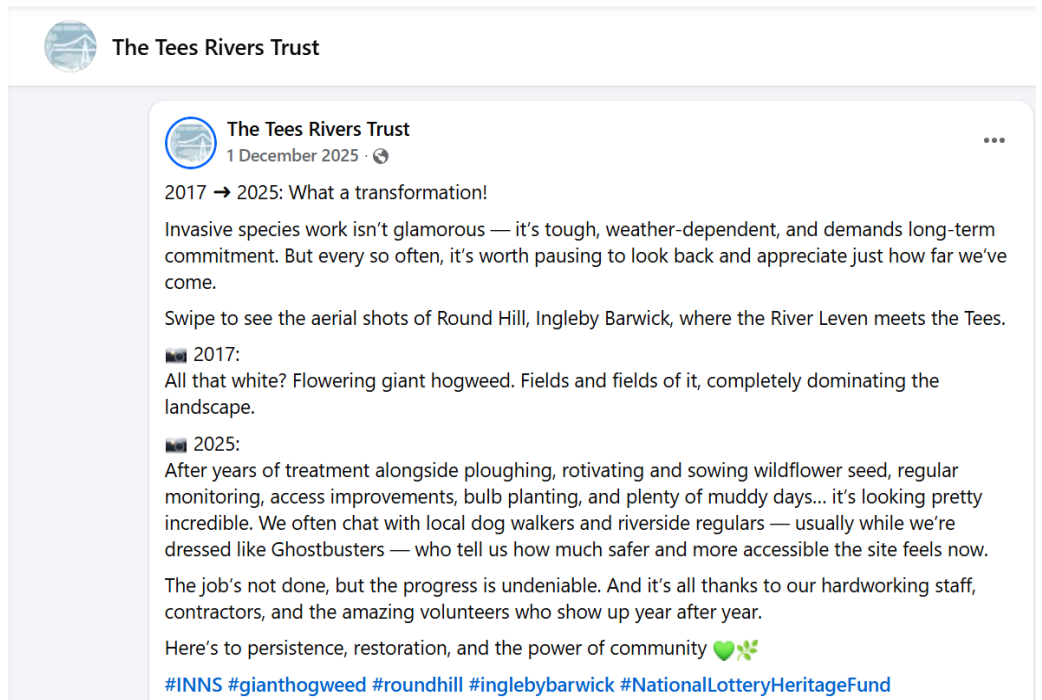 The Tees Rivers Trust
The Tees Rivers Trust
1 December 2025 ·
2017 → 2025: What a transformation!
Invasive species work isn’t glamorous — it’s tough, weather-dependent, and demands long-term
commitment. But every so often, it’s worth pausing to look back and appreciate just how far we’ve
come.
Swipe to see the aerial shots of Round Hill, Ingleby Barwick, where the River Leven meets the Tees.
📷 2017:
All that white? Flowering giant hogweed. Fields and fields of it, completely dominating the
landscape.
📷 2025:
After years of treatment alongside ploughing, rotivating and sowing wildflower seed, regular
monitoring, access improvements, bulb planting, and plenty of muddy days... it’s looking pretty
incredible. We often chat with local dog walkers and riverside regulars — usually while we’re
dressed like Ghostbusters — who tell us how much safer and more accessible the site feels now.
The job’s not done, but the progress is undeniable. And it’s all thanks to our hardworking staff,
contractors, and the amazing volunteers who show up year after year.
Here’s to persistence, restoration, and the power of community 💚🌿
#INNS #gianthogweed #roundhill #inglebybarwick #NationalLotteryHeritageFund